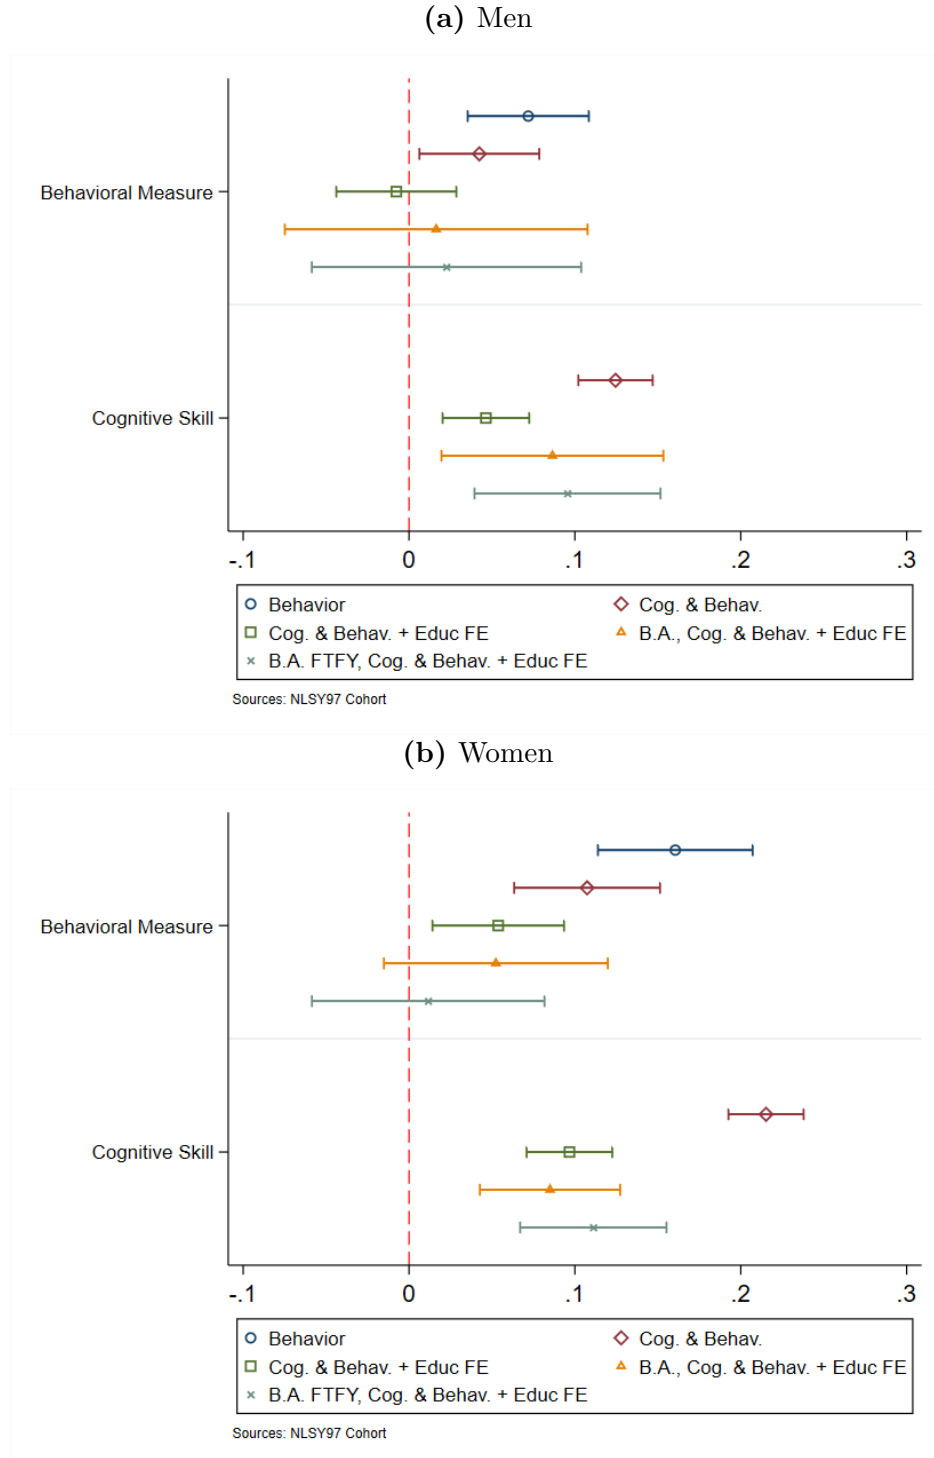 (a) Men
Behavioral Measure
Cognitive Skill
-.1 0 .1 .2 .3
Behavior Cog. & Behav.
Cog. & Behav. + Educ FE B.A., Cog. & Behav. + Educ FE
B.A. FTFY, Cog. & Behav. + Educ FE
Sources: NLSY97 Cohort
(b) Women
Behavioral Measure
Cognitive Skill
-.1 0 .1 .2 .3
Behavior Cog. & Behav.
Cog. & Behav. + Educ FE B.A., Cog. & Behav. + Educ FE
B.A. FTFY, Cog. & Behav. + Educ FE
Sources: NLSY97 Cohort